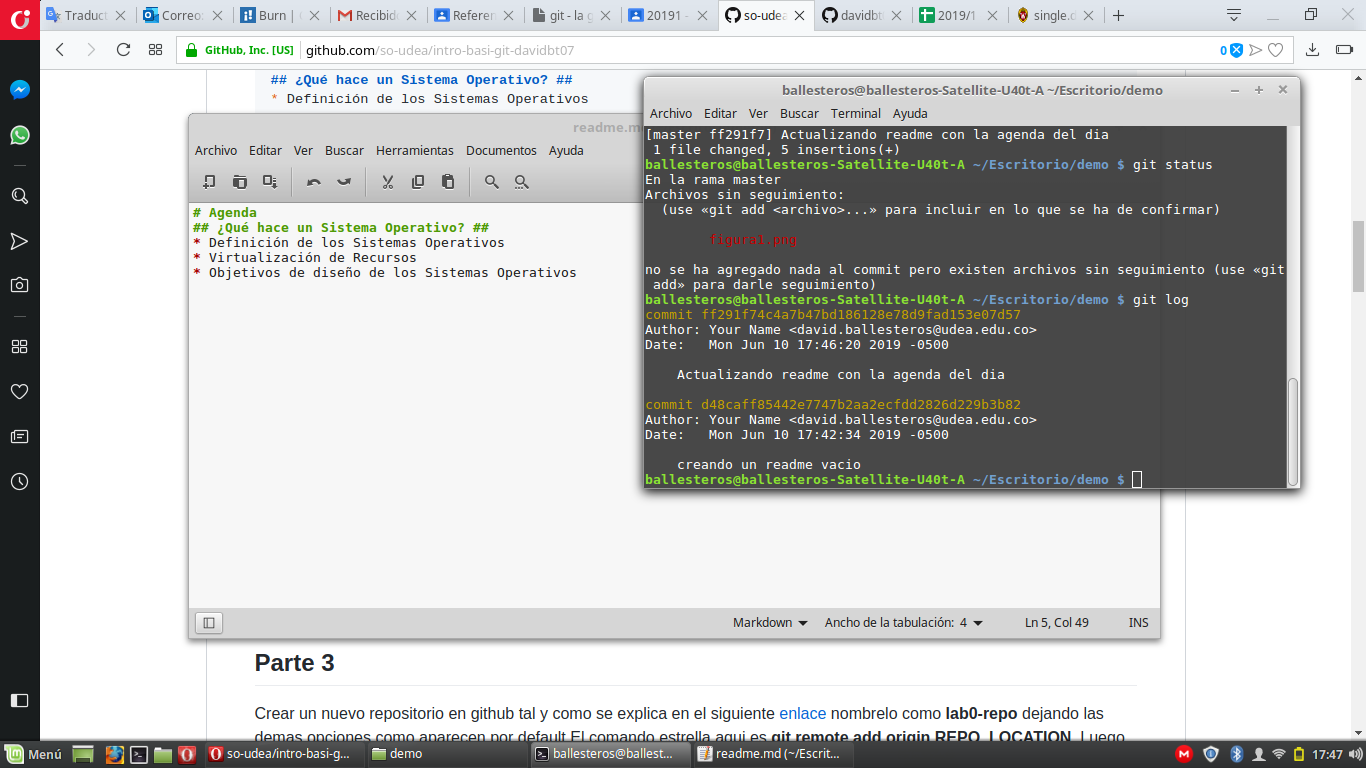 Traduct
Correo:
Burn | (
Recibid
Referen
git - la g
20191 -
so-udea
davidbt
2019/1
single.d
GitHub, Inc. [US]
github.com/so-udea/intro-basi-git-davidbt07
0
## ¿Qué hace un Sistema Operativo? ##
* Definición de los Sistemas Operativos
readme.m
Archivo Editar Ver Buscar Herramientas Documentos Ayuda
# Agenda
## ¿Qué hace un Sistema Operativo? ##
* Definición de los Sistemas Operativos
* Virtualización de Recursos
* Objetivos de diseño de los Sistemas Operativos
Markdown
Ancho de la tabulación: 4
Ln 5, Col 49
INS
ballesteros@ballesteros-Satellite-U40t-A ~/Escritorio/demo
Archivo Editar Ver Buscar Terminal Ayuda
[master ff291f7] Actualizando readme con la agenda del dia
1 file changed, 5 insertions(+)
ballesteros@ballesteros-Satellite-U40t-A ~/Escritorio/demo $ git status
En la rama master
Archivos sin seguimiento:
(use «git add <archivo>...» para incluir en lo que se ha de confirmar)
figura1.png
no se ha agregado nada al commit pero existen archivos sin seguimiento (use «git
add» para darle seguimiento)
ballesteros@ballesteros-Satellite-U40t-A ~/Escritorio/demo $ git log
commit ff291f74c4a7b47bd186128e78d9fad153e07d57
Author: Your Name <david.ballesteros@udea.edu.co>
Date: Mon Jun 10 17:46:20 2019 -0500
Actualizando readme con la agenda del dia
commit d48caff85442e7747b2aa2ecfdd2826d229b3b82
Author: Your Name <david.ballesteros@udea.edu.co>
Date: Mon Jun 10 17:42:34 2019 -0500
creando un readme vacio
ballesteros@ballesteros-Satellite-U40t-A ~/Escritorio/demo $
Parte 3
Crear un nuevo repositorio en github tal y como se explica en el siguiente enlace nombrelo como lab0-repo dejando las
demas opciones como aparecen por default El comando estrella aqui es git remote add origin REPO_LOCATION. Luego
Menú
so-udea/intro-basi-g...
demo
ballesteros@ballest...
readme.md (~/Escrit...
17:47